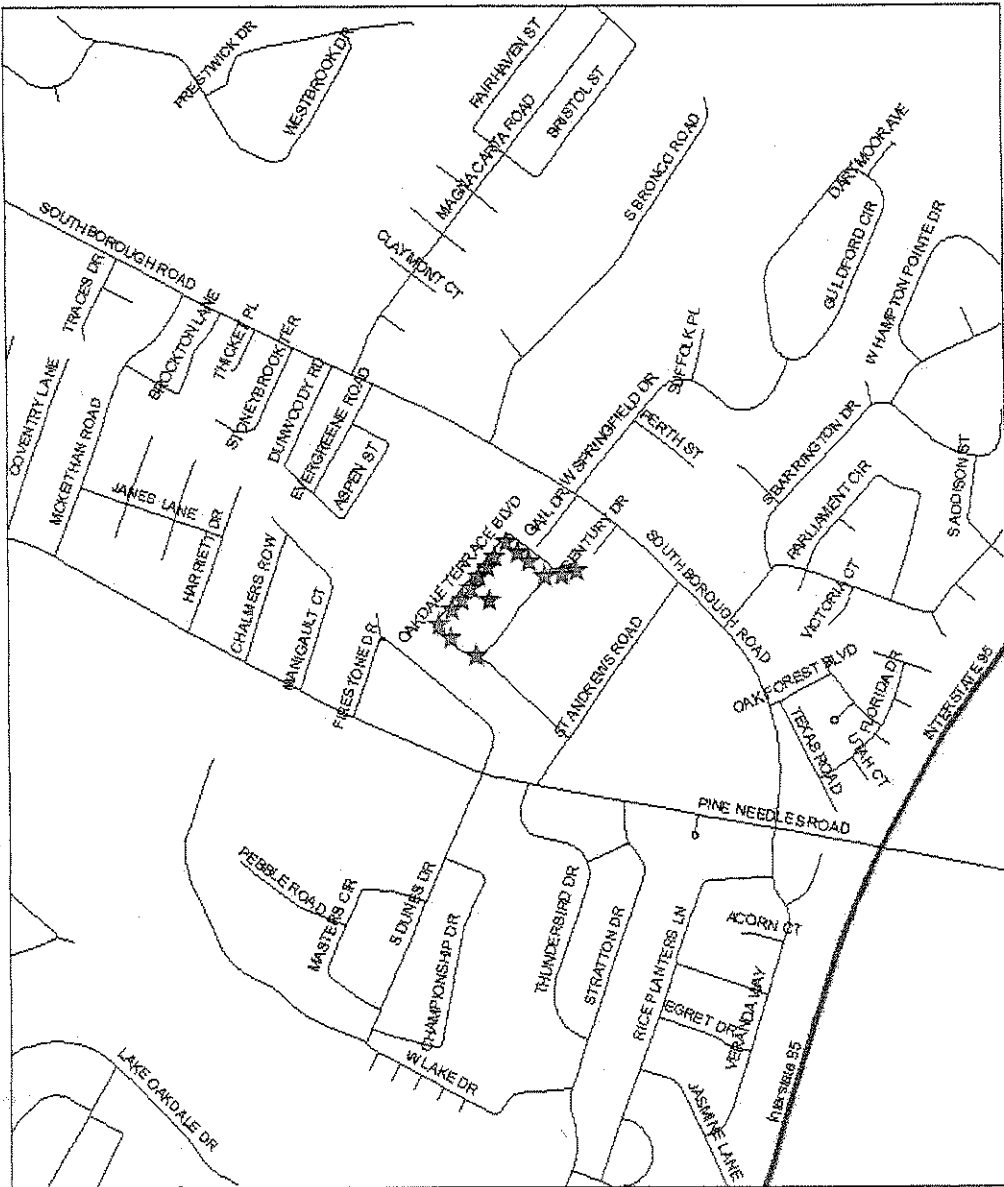 PRESTWICK DR
WESTBROOK DR
FAIRHAVEN ST
MAGNA CARTA ROAD
BRISTOL ST
S BRONCO ROAD
CLAYMONT CT
SOUTHBOROUGH ROAD
TRACES DR
BROCKTON LANE
THICKET PL
STONEYBROOK TER
DUNWOODY RD
EVERGREENE ROAD
ASPEN ST
COVENTRY LANE
MCKEITHAN ROAD
JANES LANE
HARRIETT DR
CHALMERS ROW
MANIGAULT CT
FIRESTONE DR
OAKDALE TERRACE BLVD
GAIL DR
W SPRINGFIELD DR
SUFFOLK PL
PERTH ST
CENTURY DR
DARTMOOR AVE
GUILDFORD CIR
W HAMPTON POINTE DR
S BARRINGTON DR
PARLIAMENT CIR
S ADDISON ST
VICTORIA CT
SOUTHBOROUGH ROAD
ST ANDREWS ROAD
OAK FOREST BLVD
TEXAS ROAD
FLORIDA DR
UTAH CT
INTERSTATE 95
PINE NEEDLES ROAD
PEBBLE ROAD
MASTERS CIR
S DUNES DR
CHAMPIONSHIP DR
THUNDERBIRD DR
STRATTON DR
RICE PLANTERS LN
ACORN CT
EGRET DR
VERANDA WAY
W LAKE DR
JASMINE LANE
Interstate 95
LAKE OAKDALE DR